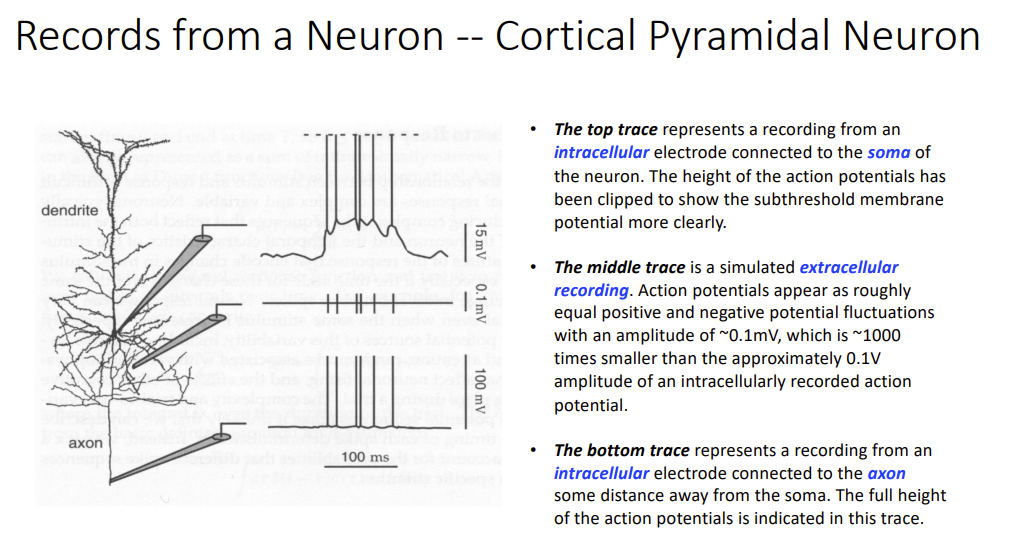 Records from a Neuron -- Cortical Pyramidal Neuron
dendrite
axon
15 mV
0.1 mV
100 mV
100 ms
• The top trace represents a recording from an
intracellular electrode connected to the soma of
the neuron. The height of the action potentials has
been clipped to show the subthreshold membrane
potential more clearly.
• The middle trace is a simulated extracellular
recording. Action potentials appear as roughly
equal positive and negative potential fluctuations
with an amplitude of ~0.1mV, which is ~1000
times smaller than the approximately 0.1V
amplitude of an intracellularly recorded action
potential.
• The bottom trace represents a recording from an
intracellular electrode connected to the axon
some distance away from the soma. The full height
of the action potentials is indicated in this trace.